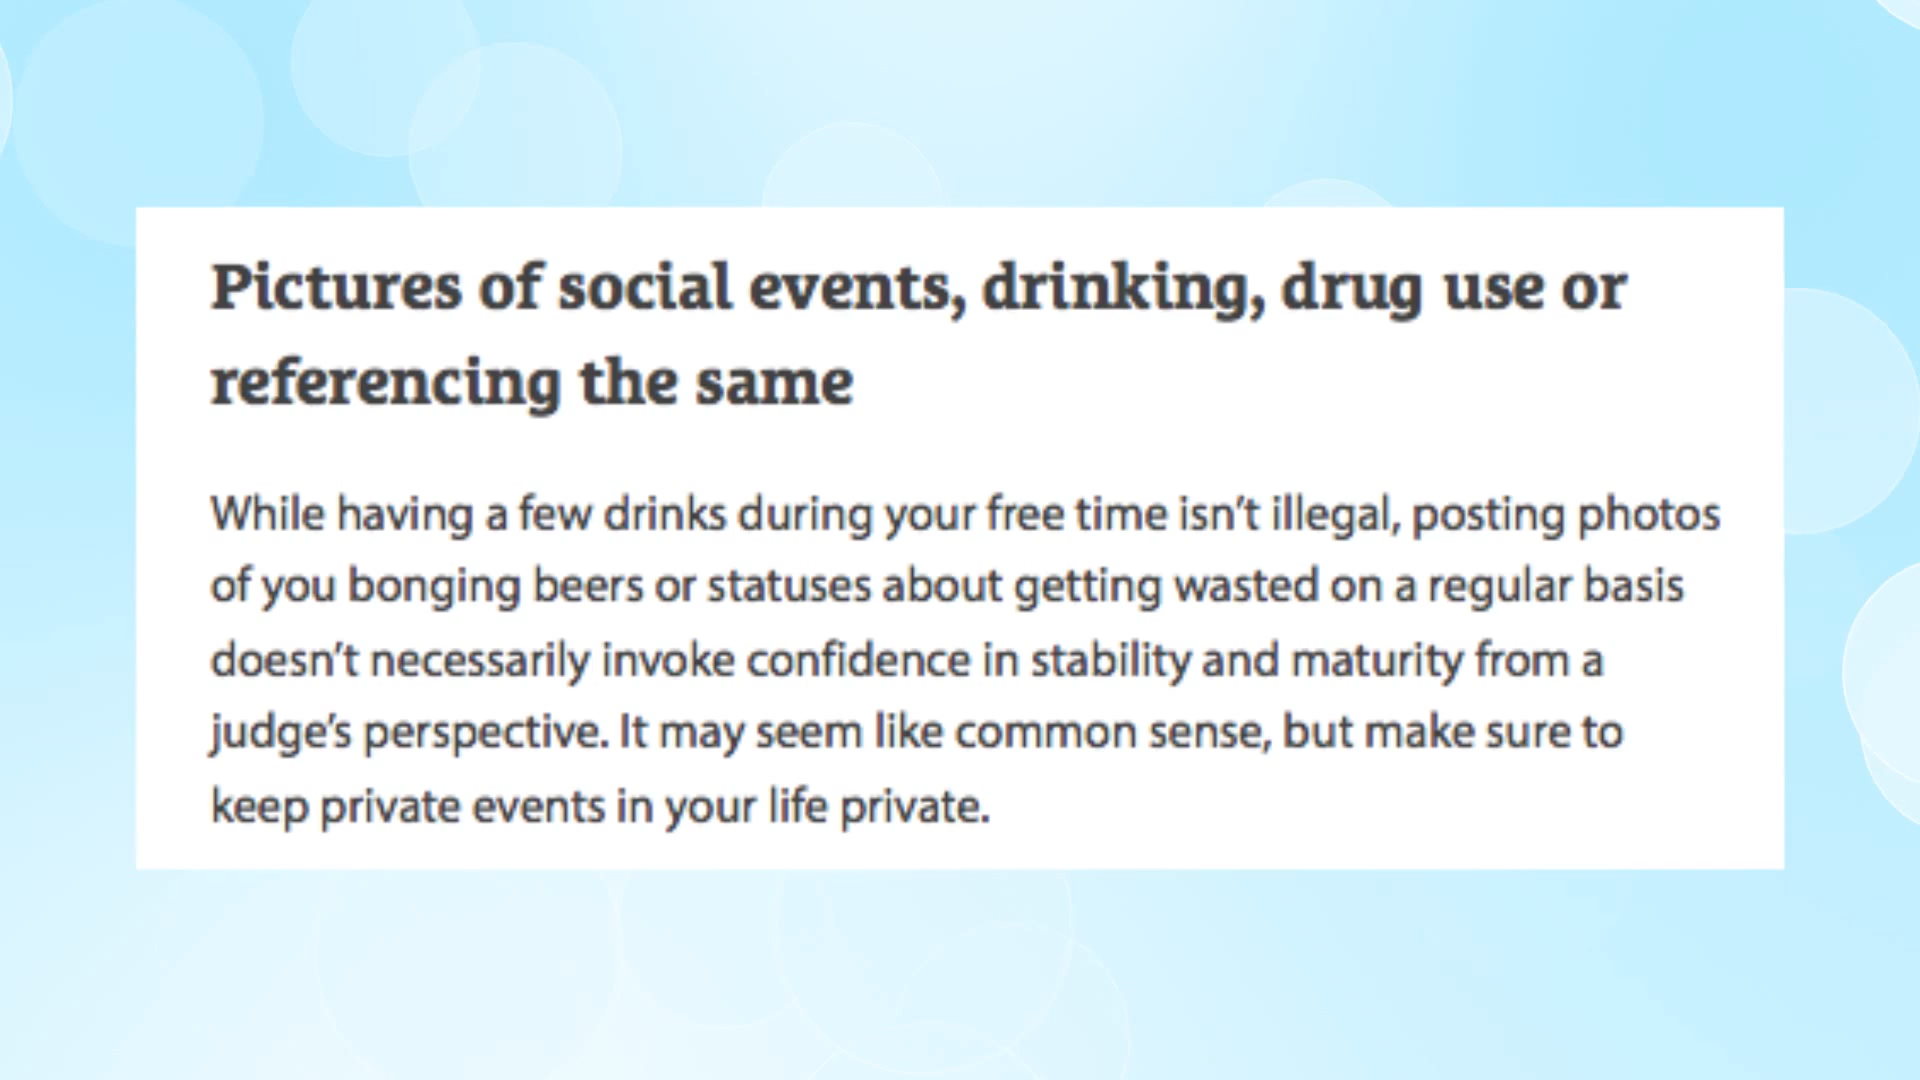 Pictures of social events, drinking, drug use or
referencing the same
While having a few drinks during your free time isn’t illegal, posting photos
of you bonging beers or statuses about getting wasted on a regular basis
doesn’t necessarily invoke confidence in stability and maturity from a
judge’s perspective. It may seem like common sense, but make sure to
keep private events in your life private.